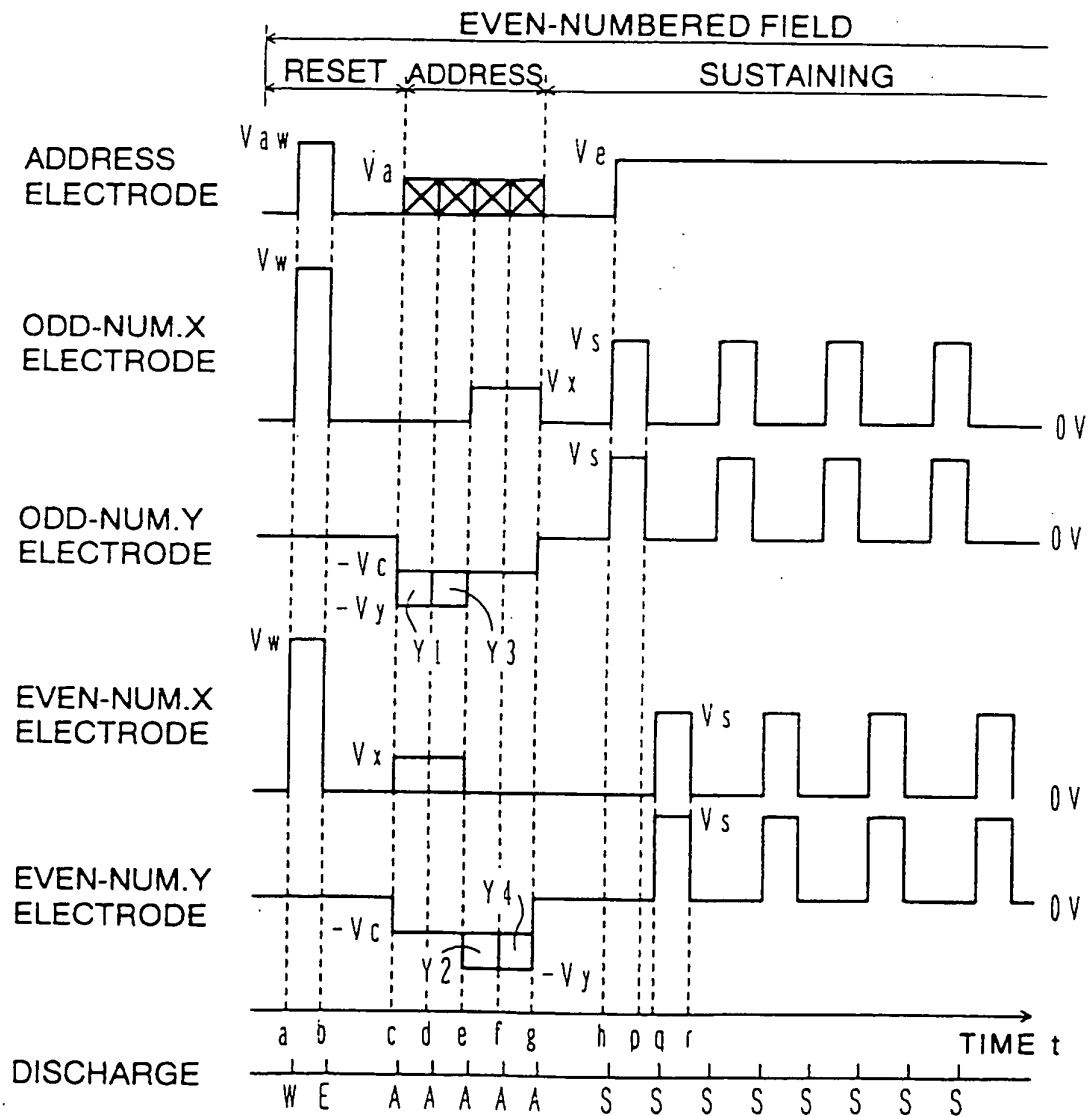 EVEN-NUMBERED FIELD
RESET ADDRESS SUSTAINING
Vaw
ADDRESS
ELECTRODE
Va
Ve
Vw
ODD-NUM.X
ELECTRODE
Vs
Vx
0V
Vs
ODD-NUM.Y
ELECTRODE
0V
-Vc
-Vy
Y1 Y3
Vw
EVEN-NUM.X
ELECTRODE
Vs
Vx
0V
Vs
EVEN-NUM.Y
ELECTRODE
Y4
0V
-Vc
Y2
-Vy
a b c d e f g h p q r
TIME t
DISCHARGE
W E A A A A A S S S S S S S S